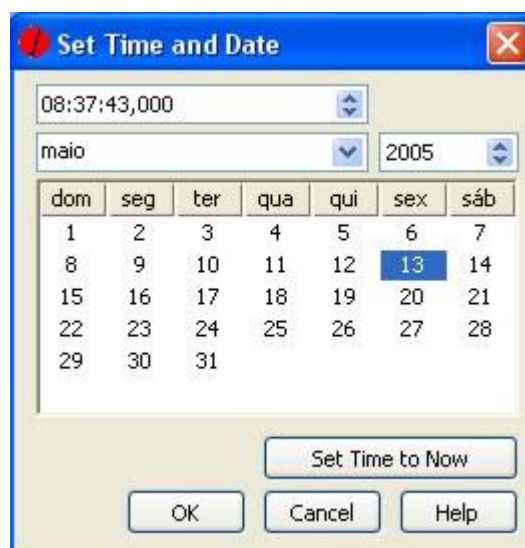 Set Time and Date
08:37:43,000
maio 2005
dom seg ter qua qui sex sáb
1 2 3 4 5 6 7
8 9 10 11 12 13 14
15 16 17 18 19 20 21
22 23 24 25 26 27 28
29 30 31
Set Time to Now
OK Cancel Help